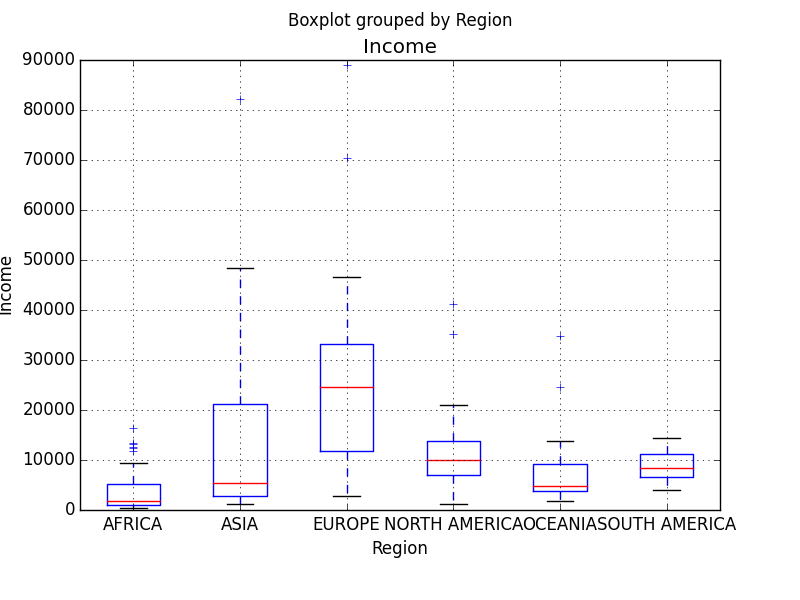 Boxplot grouped by Region
Income
90000
80000
70000
60000
50000
40000
30000
20000
10000
0
Income
AFRICA ASIA EUROPE NORTH AMERICA OCEANIA SOUTH AMERICA
Region